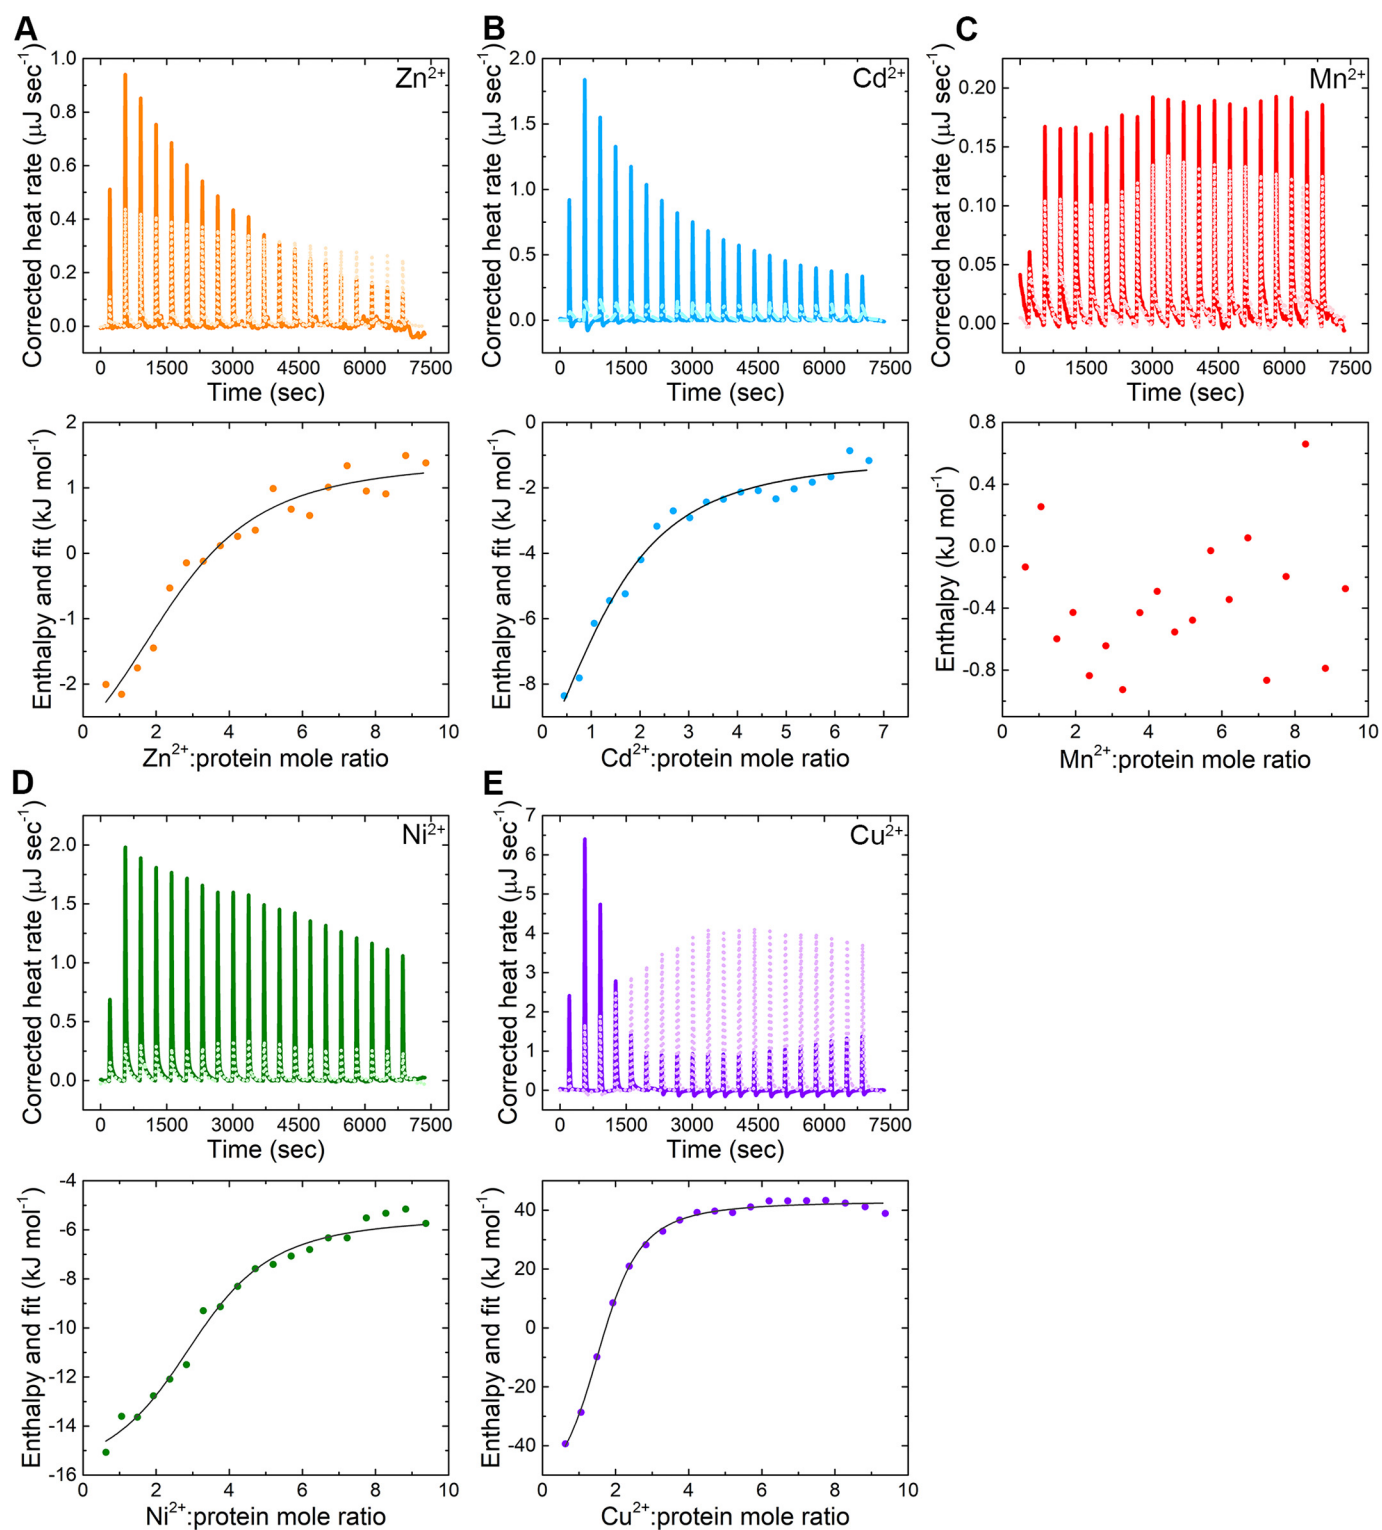 A
Zn2+
Corrected heat rate (μJ sec-1)
1.0
0.8
0.6
0.4
0.2
0.0
0 1500 3000 4500 6000 7500
Time (sec)
Enthalpy and fit (kJ mol-1)
2
1
0
-1
-2
0 2 4 6 8 10
Zn2+:protein mole ratio
B
Cd2+
Corrected heat rate (μJ sec-1)
2.0
1.5
1.0
0.5
0.0
0 1500 3000 4500 6000 7500
Time (sec)
Enthalpy and fit (kJ mol-1)
-0
-2
-4
-6
-8
0 1 2 3 4 5 6 7
Cd2+:protein mole ratio
C
Mn2+
Corrected heat rate (μJ sec-1)
0.20
0.15
0.10
0.05
0.00
0 1500 3000 4500 6000 7500
Time (sec)
Enthalpy (kJ mol-1)
0.8
0.4
0.0
-0.4
-0.8
0 2 4 6 8 10
Mn2+:protein mole ratio
D
Ni2+
Corrected heat rate (μJ sec-1)
2.0
1.5
1.0
0.5
0.0
0 1500 3000 4500 6000 7500
Time (sec)
Enthalpy and fit (kJ mol-1)
-4
-6
-8
-10
-12
-14
-16
0 2 4 6 8 10
Ni2+:protein mole ratio
E
Cu2+
Corrected heat rate (μJ sec-1)
7
6
5
4
3
2
1
0
0 1500 3000 4500 6000 7500
Time (sec)
Enthalpy and fit (kJ mol-1)
40
20
0
-20
-40
0 2 4 6 8 10
Cu2+:protein mole ratio